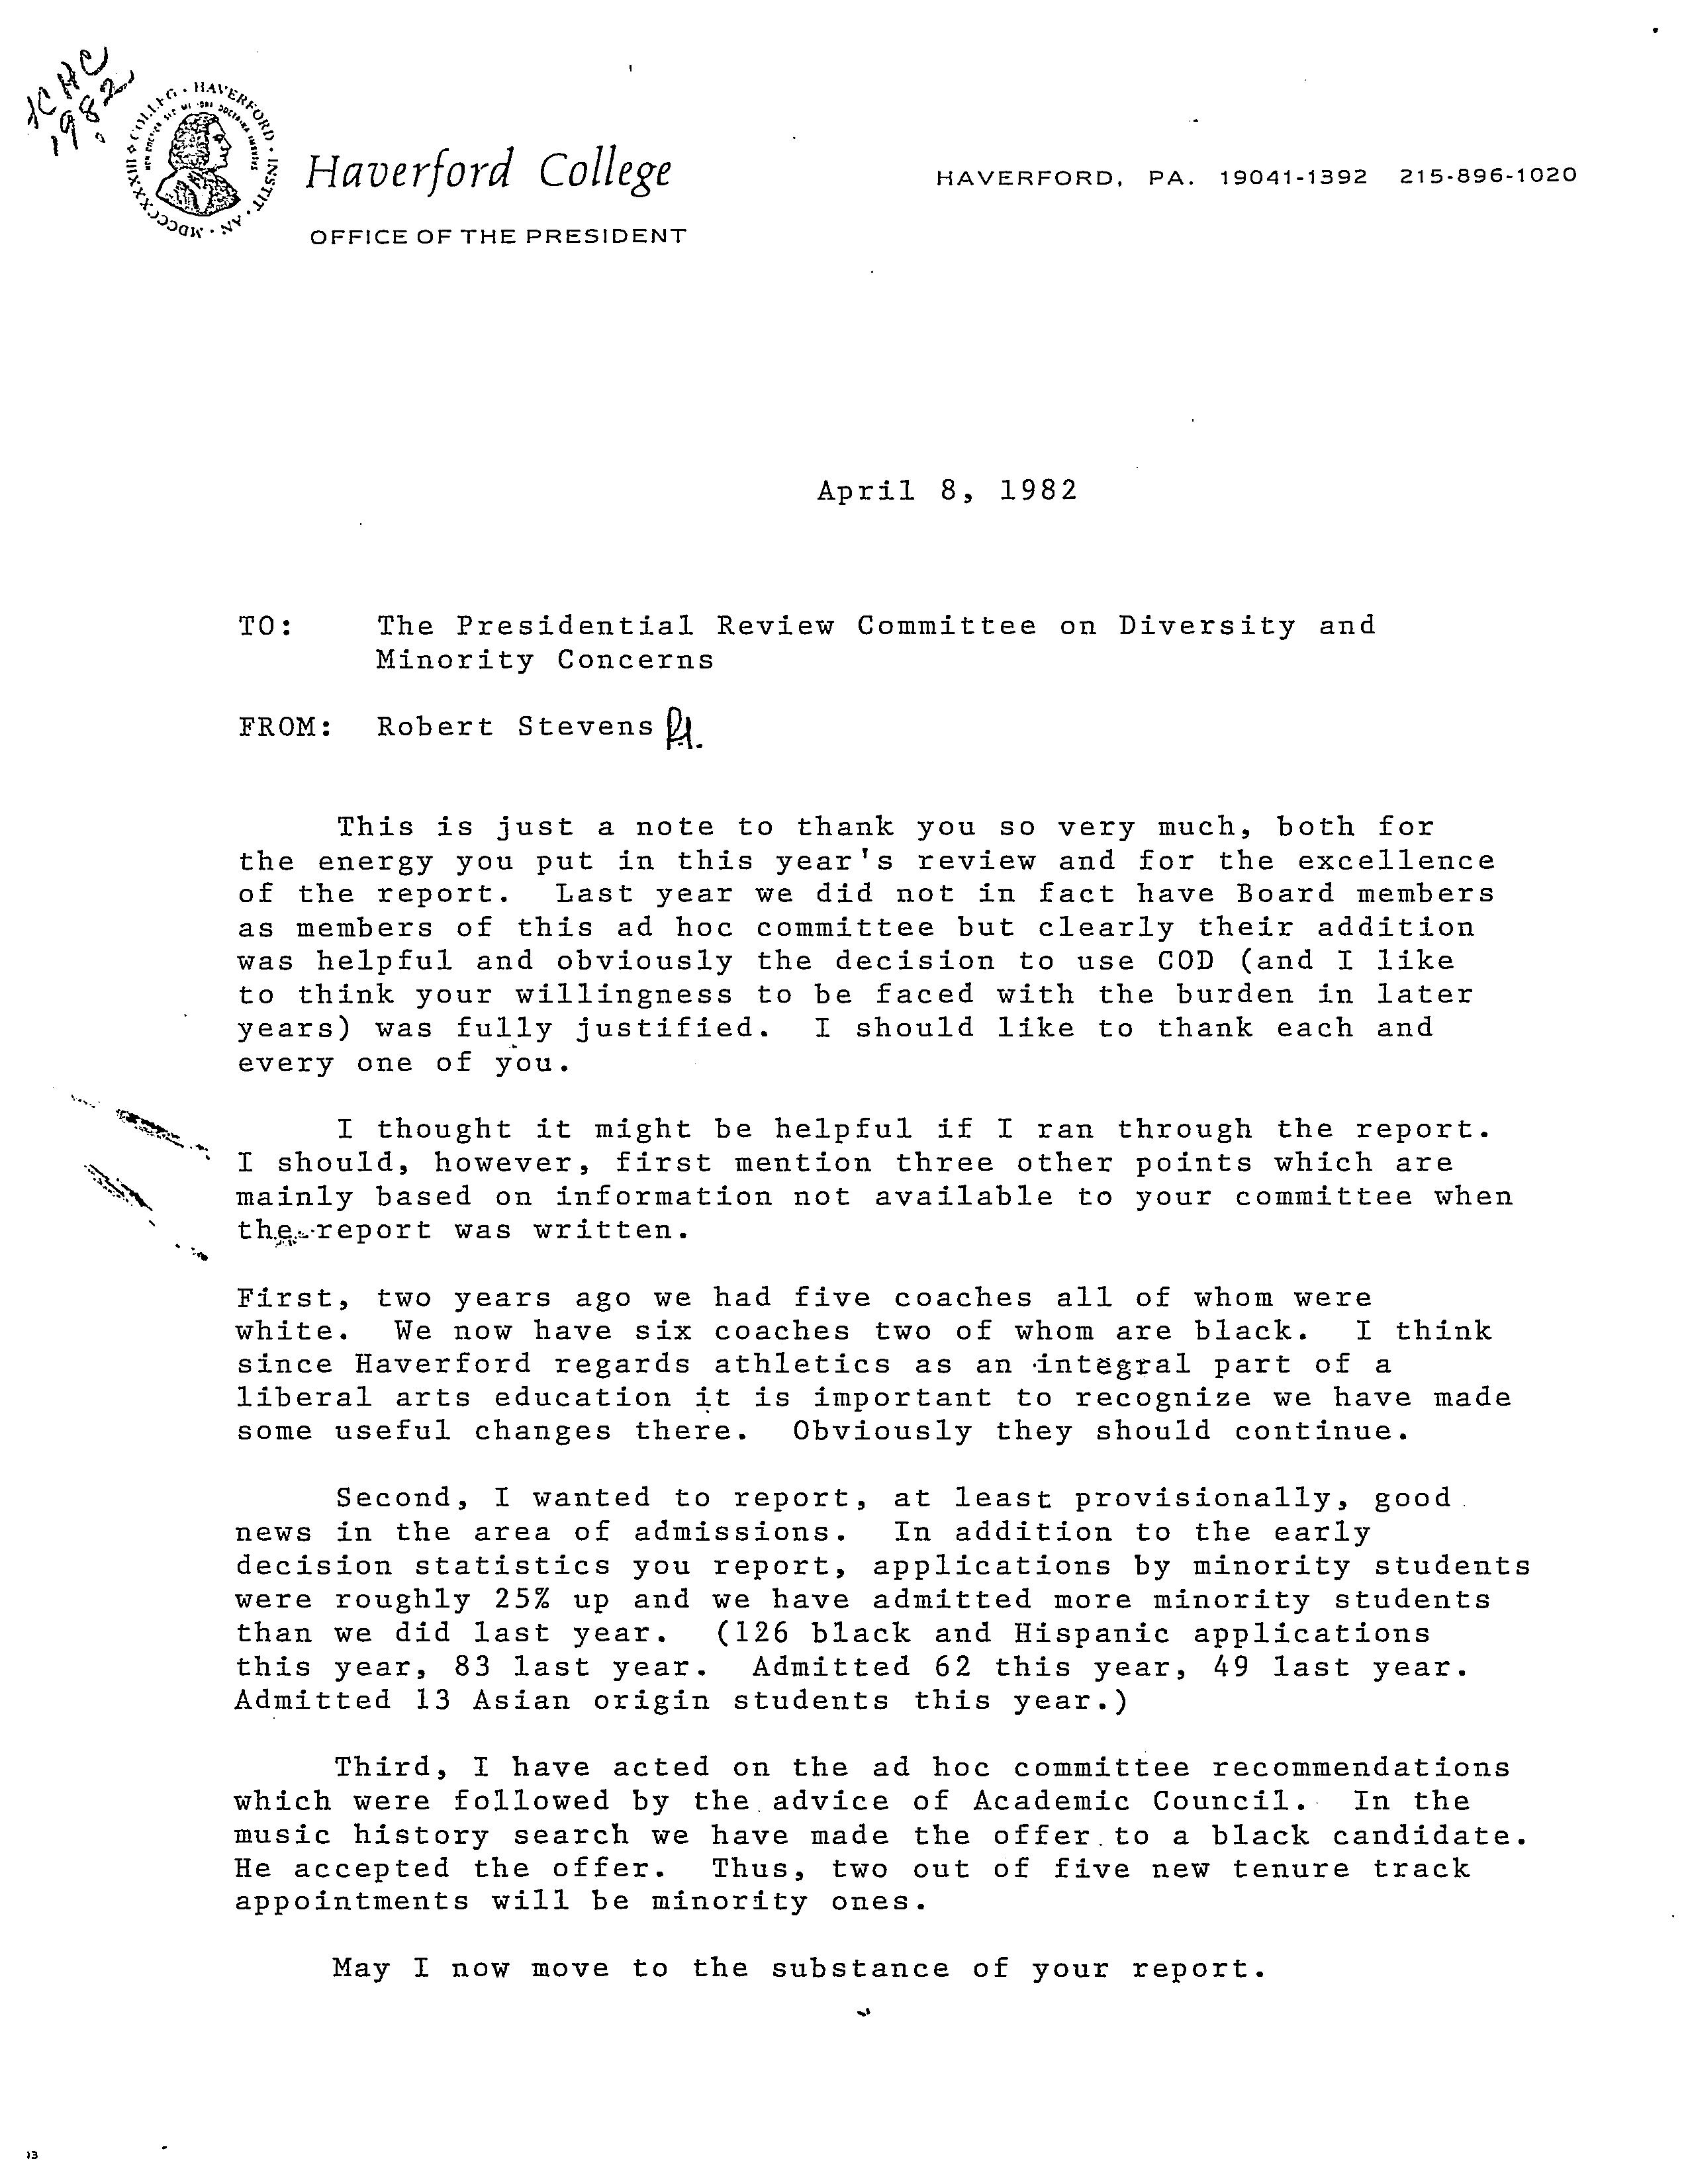 1982
COLLEG · HAVERFORD · INSTIT · AN · MDCCCXXXIII
Haverford College
HAVERFORD, PA. 19041-1392 215-896-1020
OFFICE OF THE PRESIDENT
April 8, 1982
TO: The Presidential Review Committee on Diversity and
Minority Concerns
FROM: Robert Stevens
This is just a note to thank you so very much, both for
the energy you put in this year's review and for the excellence
of the report. Last year we did not in fact have Board members
as members of this ad hoc committee but clearly their addition
was helpful and obviously the decision to use COD (and I like
to think your willingness to be faced with the burden in later
years) was fully justified. I should like to thank each and
every one of you.
I thought it might be helpful if I ran through the report.
I should, however, first mention three other points which are
mainly based on information not available to your committee when
the report was written.
First, two years ago we had five coaches all of whom were
white. We now have six coaches two of whom are black. I think
since Haverford regards athletics as an integral part of a
liberal arts education it is important to recognize we have made
some useful changes there. Obviously they should continue.
Second, I wanted to report, at least provisionally, good
news in the area of admissions. In addition to the early
decision statistics you report, applications by minority students
were roughly 25% up and we have admitted more minority students
than we did last year. (126 black and Hispanic applications
this year, 83 last year. Admitted 62 this year, 49 last year.
Admitted 13 Asian origin students this year.)
Third, I have acted on the ad hoc committee recommendations
which were followed by the advice of Academic Council. In the
music history search we have made the offer to a black candidate.
He accepted the offer. Thus, two out of five new tenure track
appointments will be minority ones.
May I now move to the substance of your report.
13